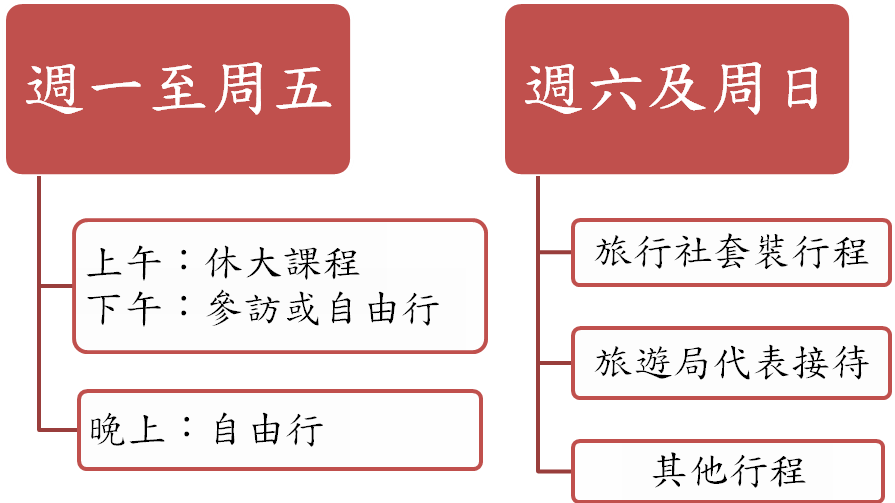 週一至周五
上午：休大課程
下午：參訪或自由行
晚上：自由行
週六及周日
旅行社套裝行程
旅遊局代表接待
其他行程